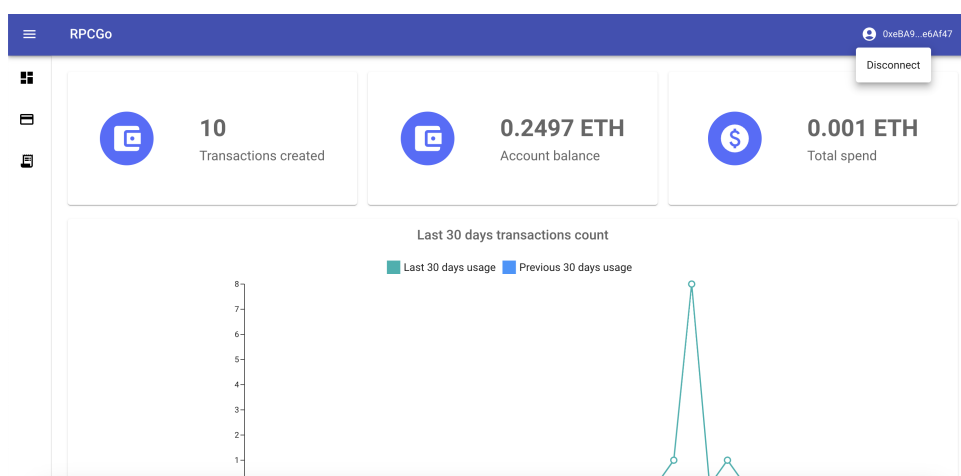 RPCGo
0xeBA9...e6Af47
Disconnect
10
Transactions created
0.2497 ETH
Account balance
0.001 ETH
Total spend
Last 30 days transactions count
Last 30 days usage Previous 30 days usage
8
7
6
5
4
3
2
1